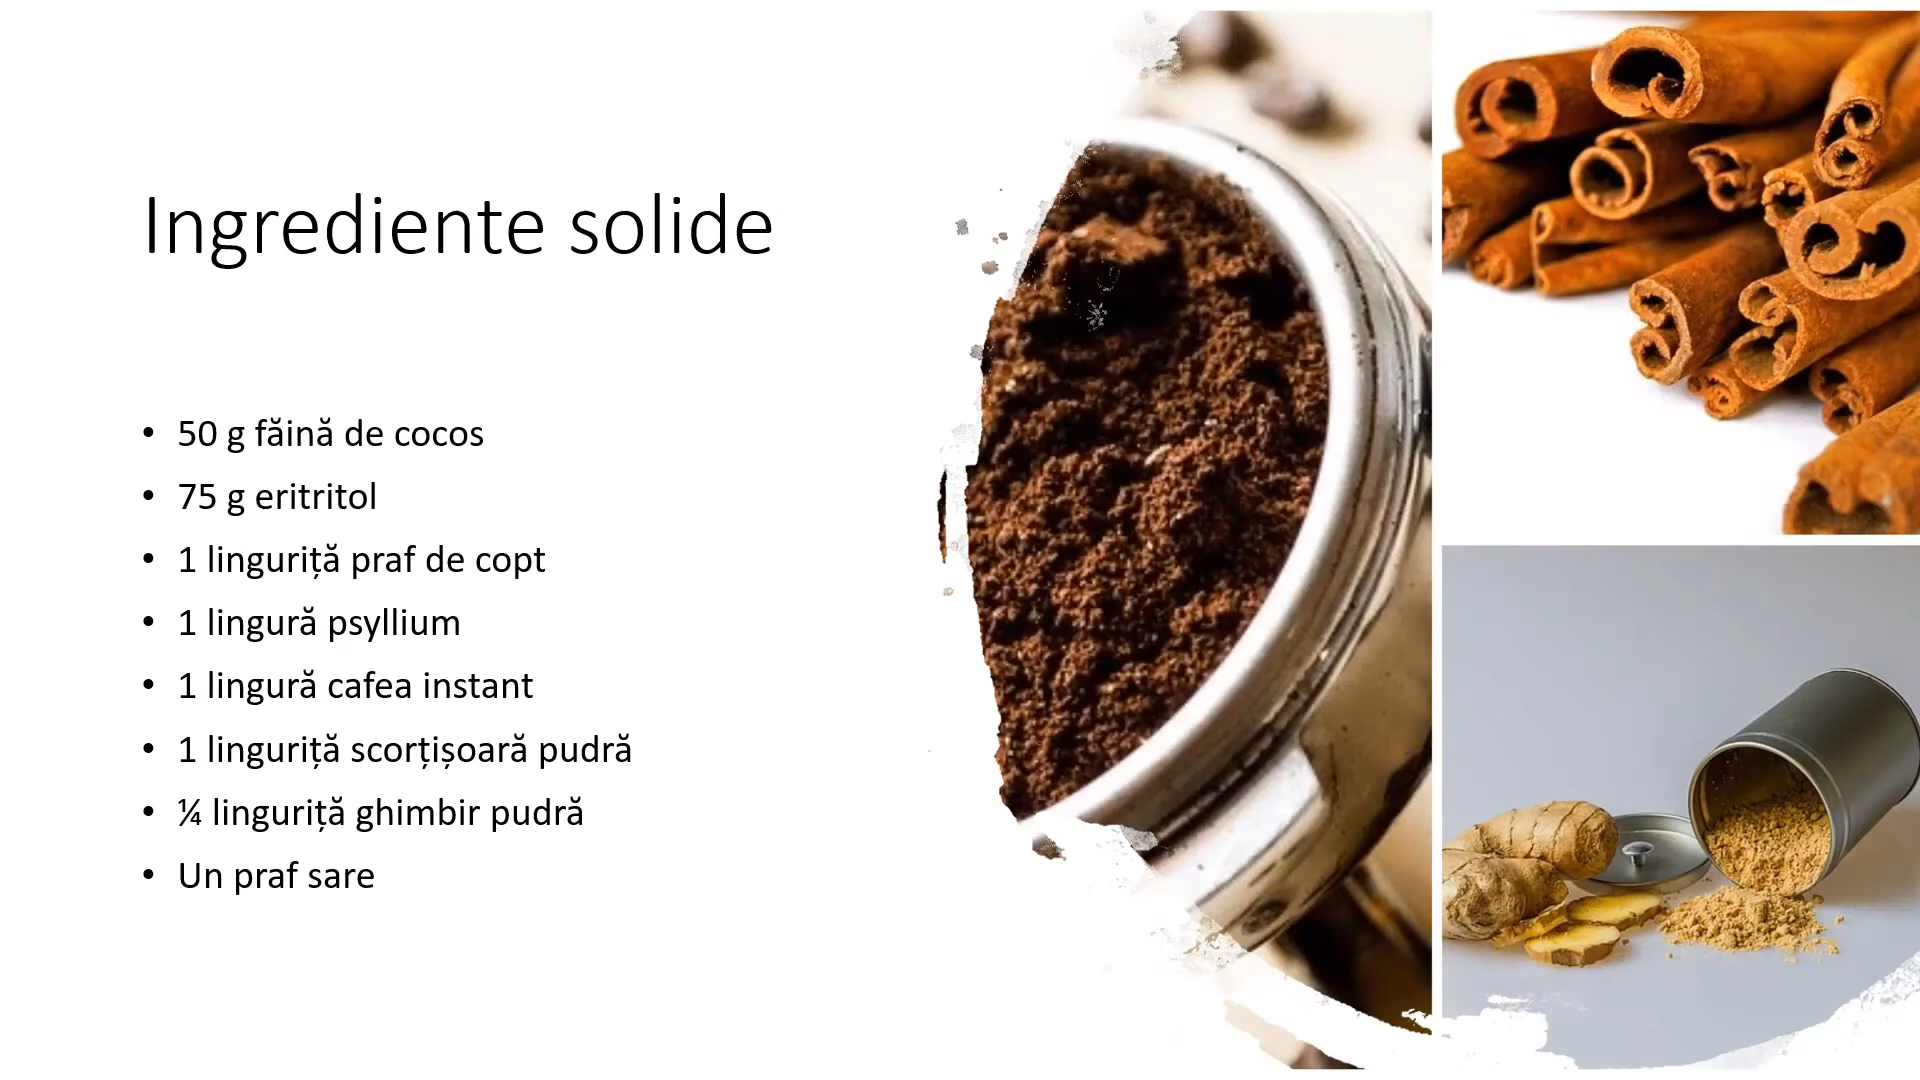 Ingrediente solide
• 50 g făină de cocos
• 75 g eritritol
• 1 linguriță praf de copt
• 1 lingură psyllium
• 1 lingură cafea instant
• 1 linguriță scorțișoară pudră
• ¼ linguriță ghimbir pudră
• Un praf sare